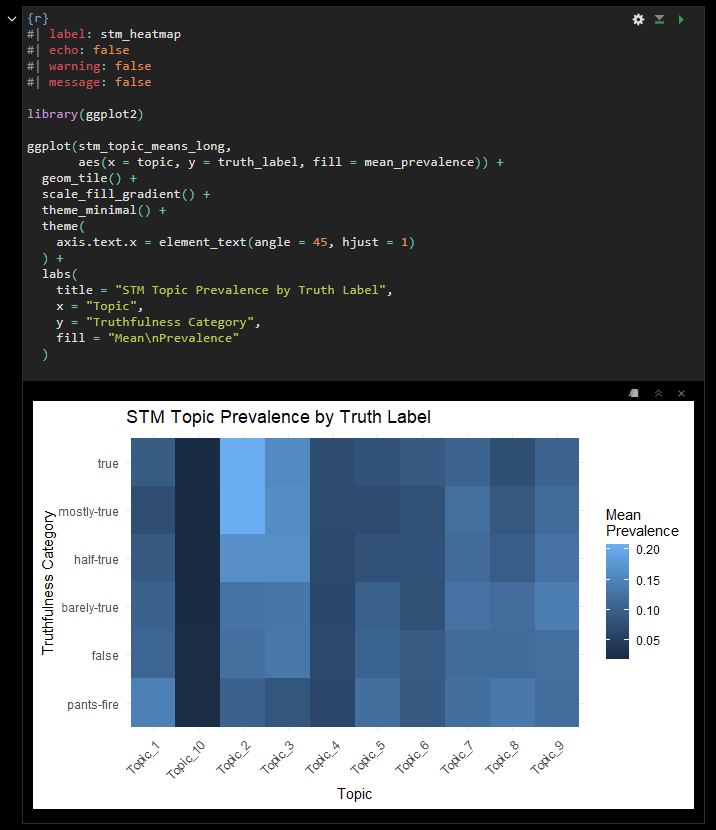 {r}
#| label: stm_heatmap
#| echo: false
#| warning: false
#| message: false
library(ggplot2)
ggplot(stm_topic_means_long,
aes(x = topic, y = truth_label, fill = mean_prevalence)) +
geom_tile() +
scale_fill_gradient() +
theme_minimal() +
theme(
axis.text.x = element_text(angle = 45, hjust = 1)
) +
labs(
title = "STM Topic Prevalence by Truth Label",
x = "Topic",
y = "Truthfulness Category",
fill = "Mean\nPrevalence"
)
STM Topic Prevalence by Truth Label
Truthfulness Category
true
mostly-true
half-true
barely-true
false
pants-fire
Topic_1
Topic_10
Topic_2
Topic_3
Topic_4
Topic_5
Topic_6
Topic_7
Topic_8
Topic_9
Topic
Mean
Prevalence
0.20
0.15
0.10
0.05